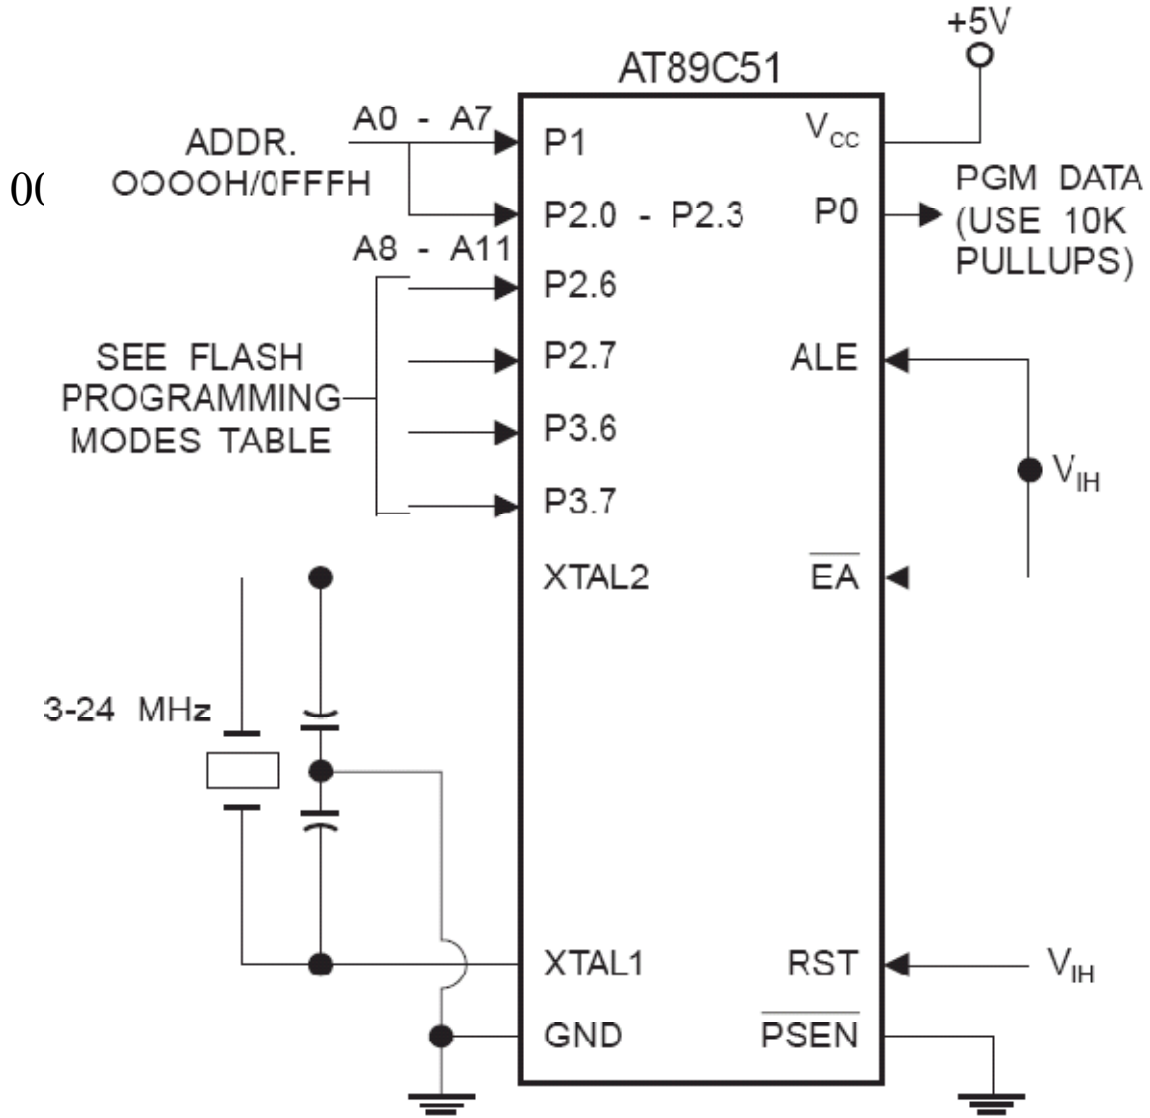 +5V
AT89C51
A0 - A7
ADDR.
OOOOH/0FFFH
P1
VCC
P2.0 - P2.3
P0
PGM DATA
(USE 10K
PULLUPS)
A8 - A11
P2.6
SEE FLASH
PROGRAMMING
MODES TABLE
P2.7
ALE
P3.6
VIH
P3.7
XTAL2
EA
3-24 MHz
XTAL1
RST
VIH
GND
PSEN